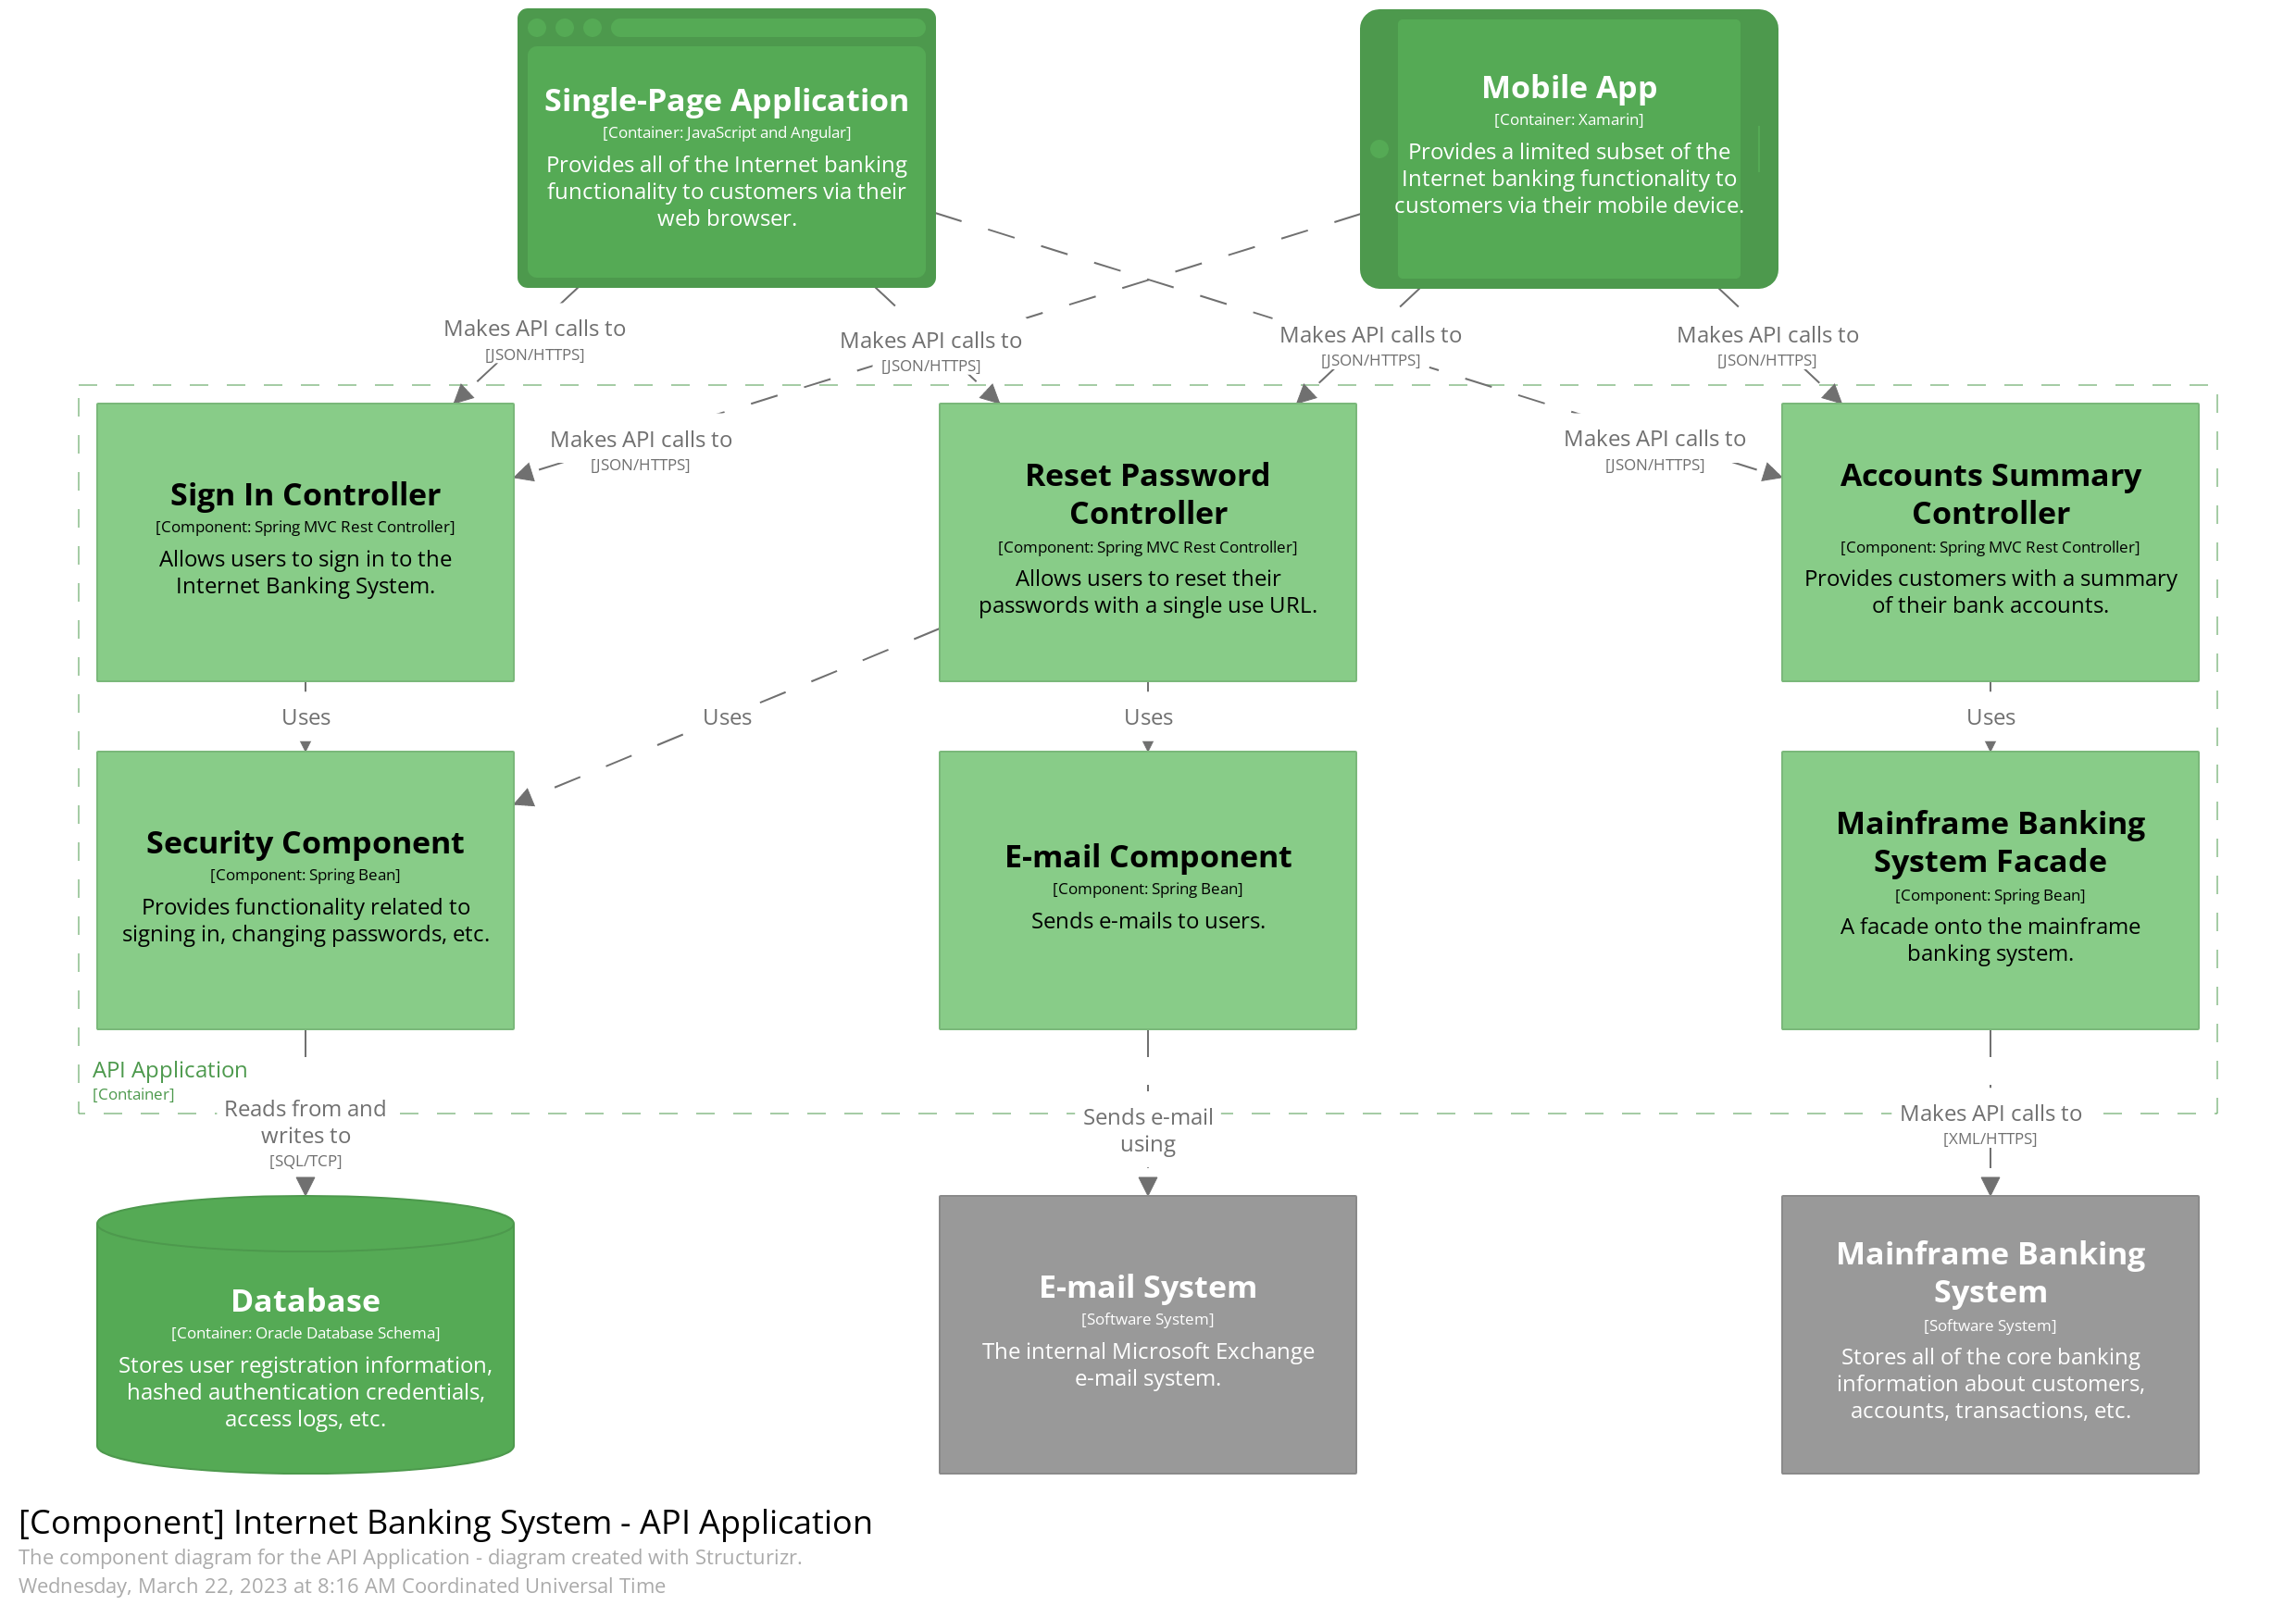 Single-Page Application
[Container: JavaScript and Angular]
Provides all of the Internet banking
functionality to customers via their
web browser.
Mobile App
[Container: Xamarin]
Provides a limited subset of the
Internet banking functionality to
customers via their mobile device.
Makes API calls to
[JSON/HTTPS]
Makes API calls to
[JSON/HTTPS]
Makes API calls to
[JSON/HTTPS]
Makes API calls to
[JSON/HTTPS]
Makes API calls to
[JSON/HTTPS]
Makes API calls to
[JSON/HTTPS]
Sign In Controller
[Component: Spring MVC Rest Controller]
Allows users to sign in to the
Internet Banking System.
Reset Password
Controller
[Component: Spring MVC Rest Controller]
Allows users to reset their
passwords with a single use URL.
Accounts Summary
Controller
[Component: Spring MVC Rest Controller]
Provides customers with a summary
of their bank accounts.
Uses
Uses
Uses
Uses
Security Component
[Component: Spring Bean]
Provides functionality related to
signing in, changing passwords, etc.
E-mail Component
[Component: Spring Bean]
Sends e-mails to users.
Mainframe Banking
System Facade
[Component: Spring Bean]
A facade onto the mainframe
banking system.
API Application
[Container]
Reads from and
writes to
[SQL/TCP]
Sends e-mail
using
Makes API calls to
[XML/HTTPS]
Database
[Container: Oracle Database Schema]
Stores user registration information,
hashed authentication credentials,
access logs, etc.
E-mail System
[Software System]
The internal Microsoft Exchange
e-mail system.
Mainframe Banking
System
[Software System]
Stores all of the core banking
information about customers,
accounts, transactions, etc.
[Component] Internet Banking System - API Application
The component diagram for the API Application - diagram created with Structurizr.
Wednesday, March 22, 2023 at 8:16 AM Coordinated Universal Time